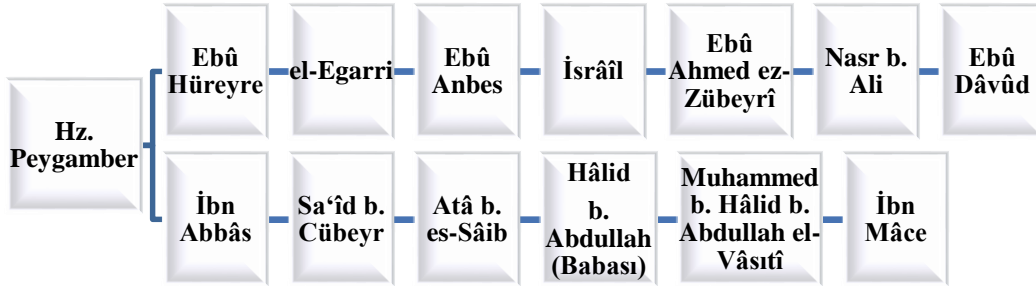 Hz.
Peygamber
Ebû
Hüreyre
el-Egarri
Ebû
Anbes
İsrâîl
Ebû
Ahmed ez-
Zübeyrî
Nasr b.
Ali
Ebû
Dâvûd
İbn
Abbâs
Sa‘îd b.
Cübeyr
Atâ b.
es-Sâib
Hâlid
b.
Abdullah
(Babası)
Muhammed
b. Hâlid b.
Abdullah el-
Vâsıtî
İbn
Mâce